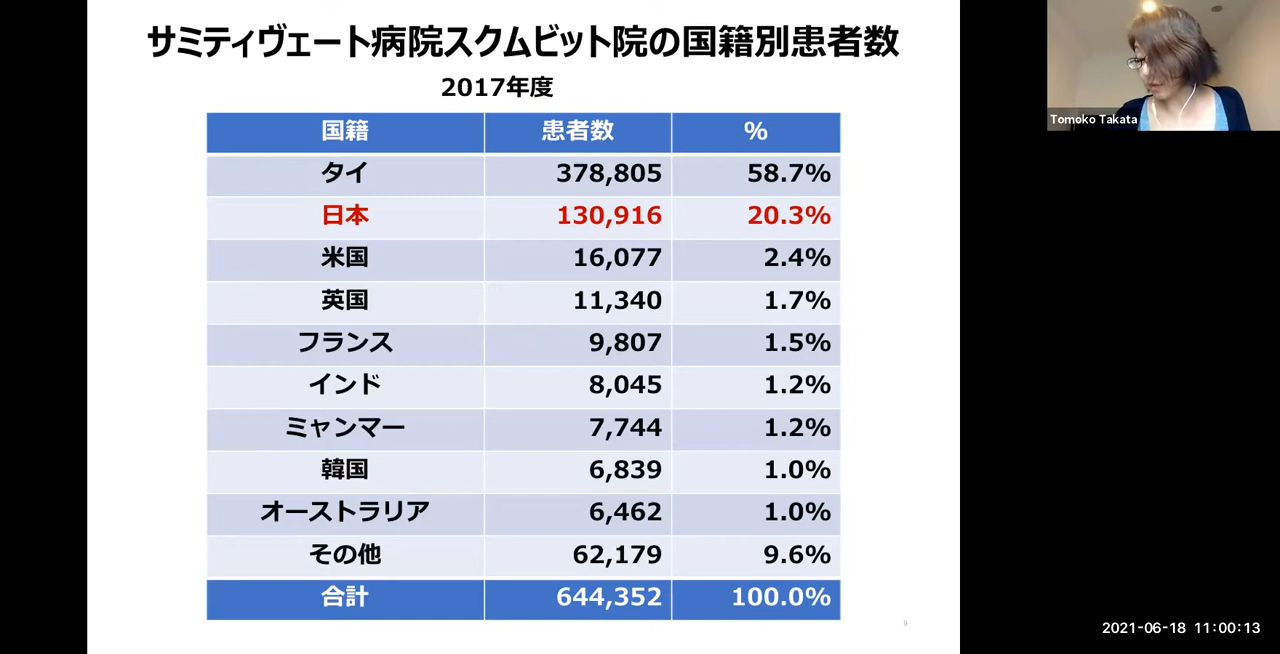 サミティヴェート病院スクムビット院の国籍別患者数
2017年度
国籍 患者数 %
タイ 378,805 58.7%
日本 130,916 20.3%
米国 16,077 2.4%
英国 11,340 1.7%
フランス 9,807 1.5%
インド 8,045 1.2%
ミャンマー 7,744 1.2%
韓国 6,839 1.0%
オーストラリア 6,462 1.0%
その他 62,179 9.6%
合計 644,352 100.0%
9
Tomoko Takata
2021-06-18 11:00:13